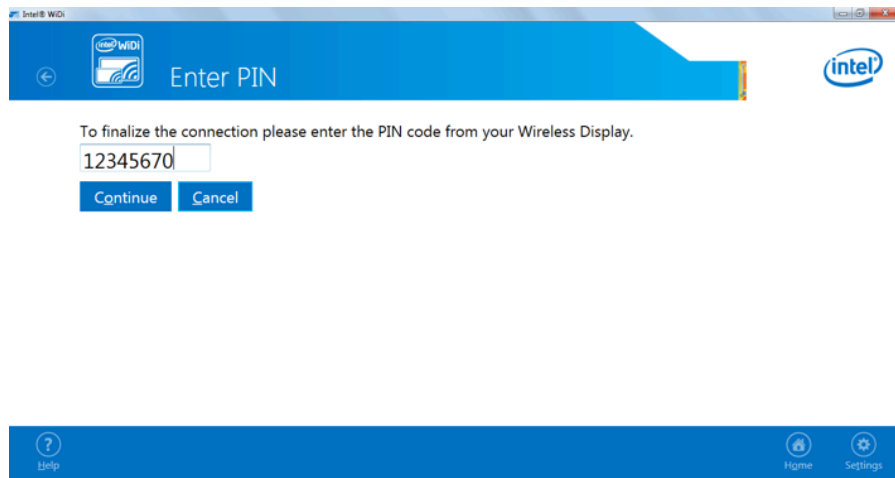 Intel® WiDi
intel WiDi
Enter PIN
intel
To finalize the connection please enter the PIN code from your Wireless Display.
12345670
Continue Cancel
?
Help Home Settings